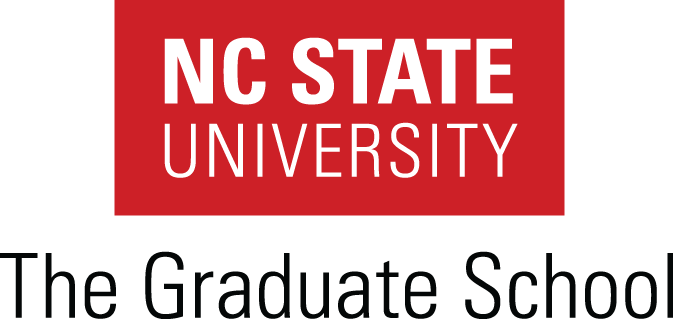 NC STATE
UNIVERSITY
The Graduate School